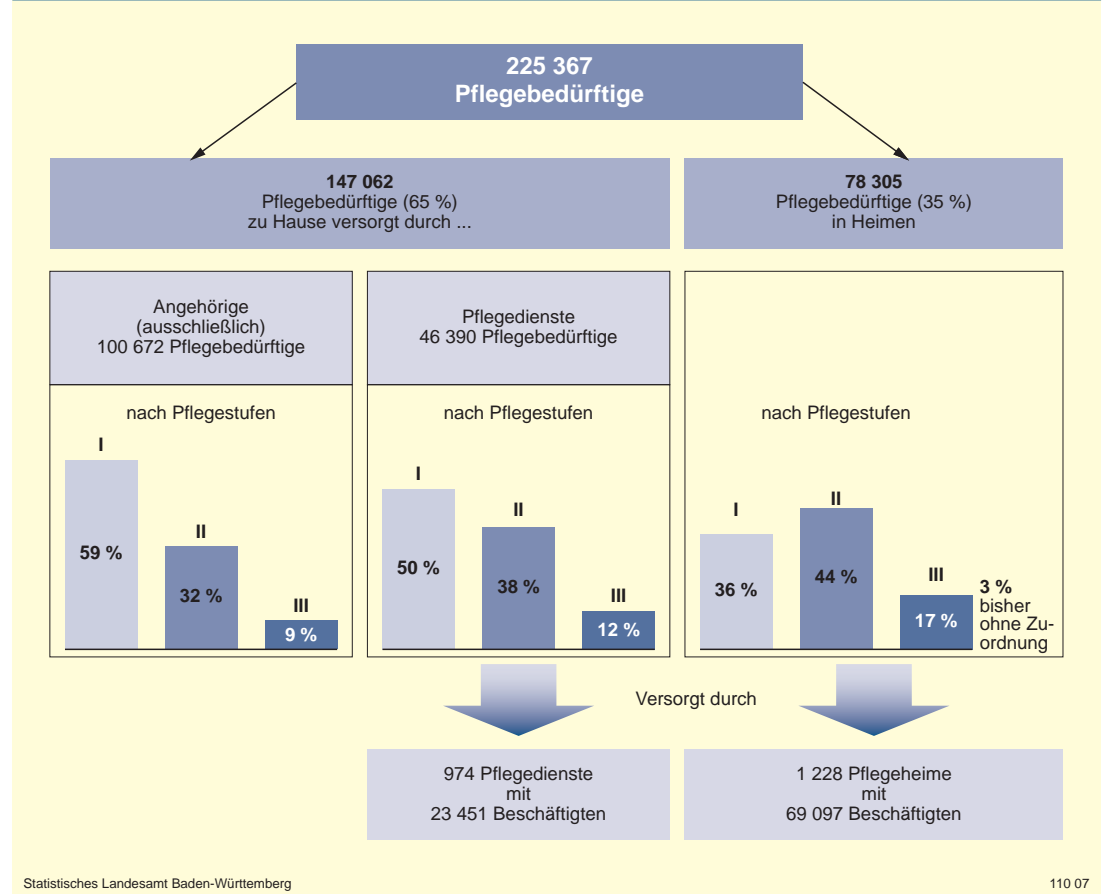 225 367
Pflegebedürftige
147 062
Pflegebedürftige (65 %)
zu Hause versorgt durch ...
78 305
Pflegebedürftige (35 %)
in Heimen
Angehörige
(ausschließlich)
100 672 Pflegebedürftige
Pflegedienste
46 390 Pflegebedürftige
nach Pflegestufen
I
59 %
II
32 %
III
9 %
nach Pflegestufen
I
50 %
II
38 %
III
12 %
nach Pflegestufen
I
36 %
II
44 %
III
17 %
3 %
bisher
ohne Zu-
ordnung
Versorgt durch
974 Pflegedienste
mit
23 451 Beschäftigten
1 228 Pflegeheime
mit
69 097 Beschäftigten
Statistisches Landesamt Baden-Württemberg
110 07